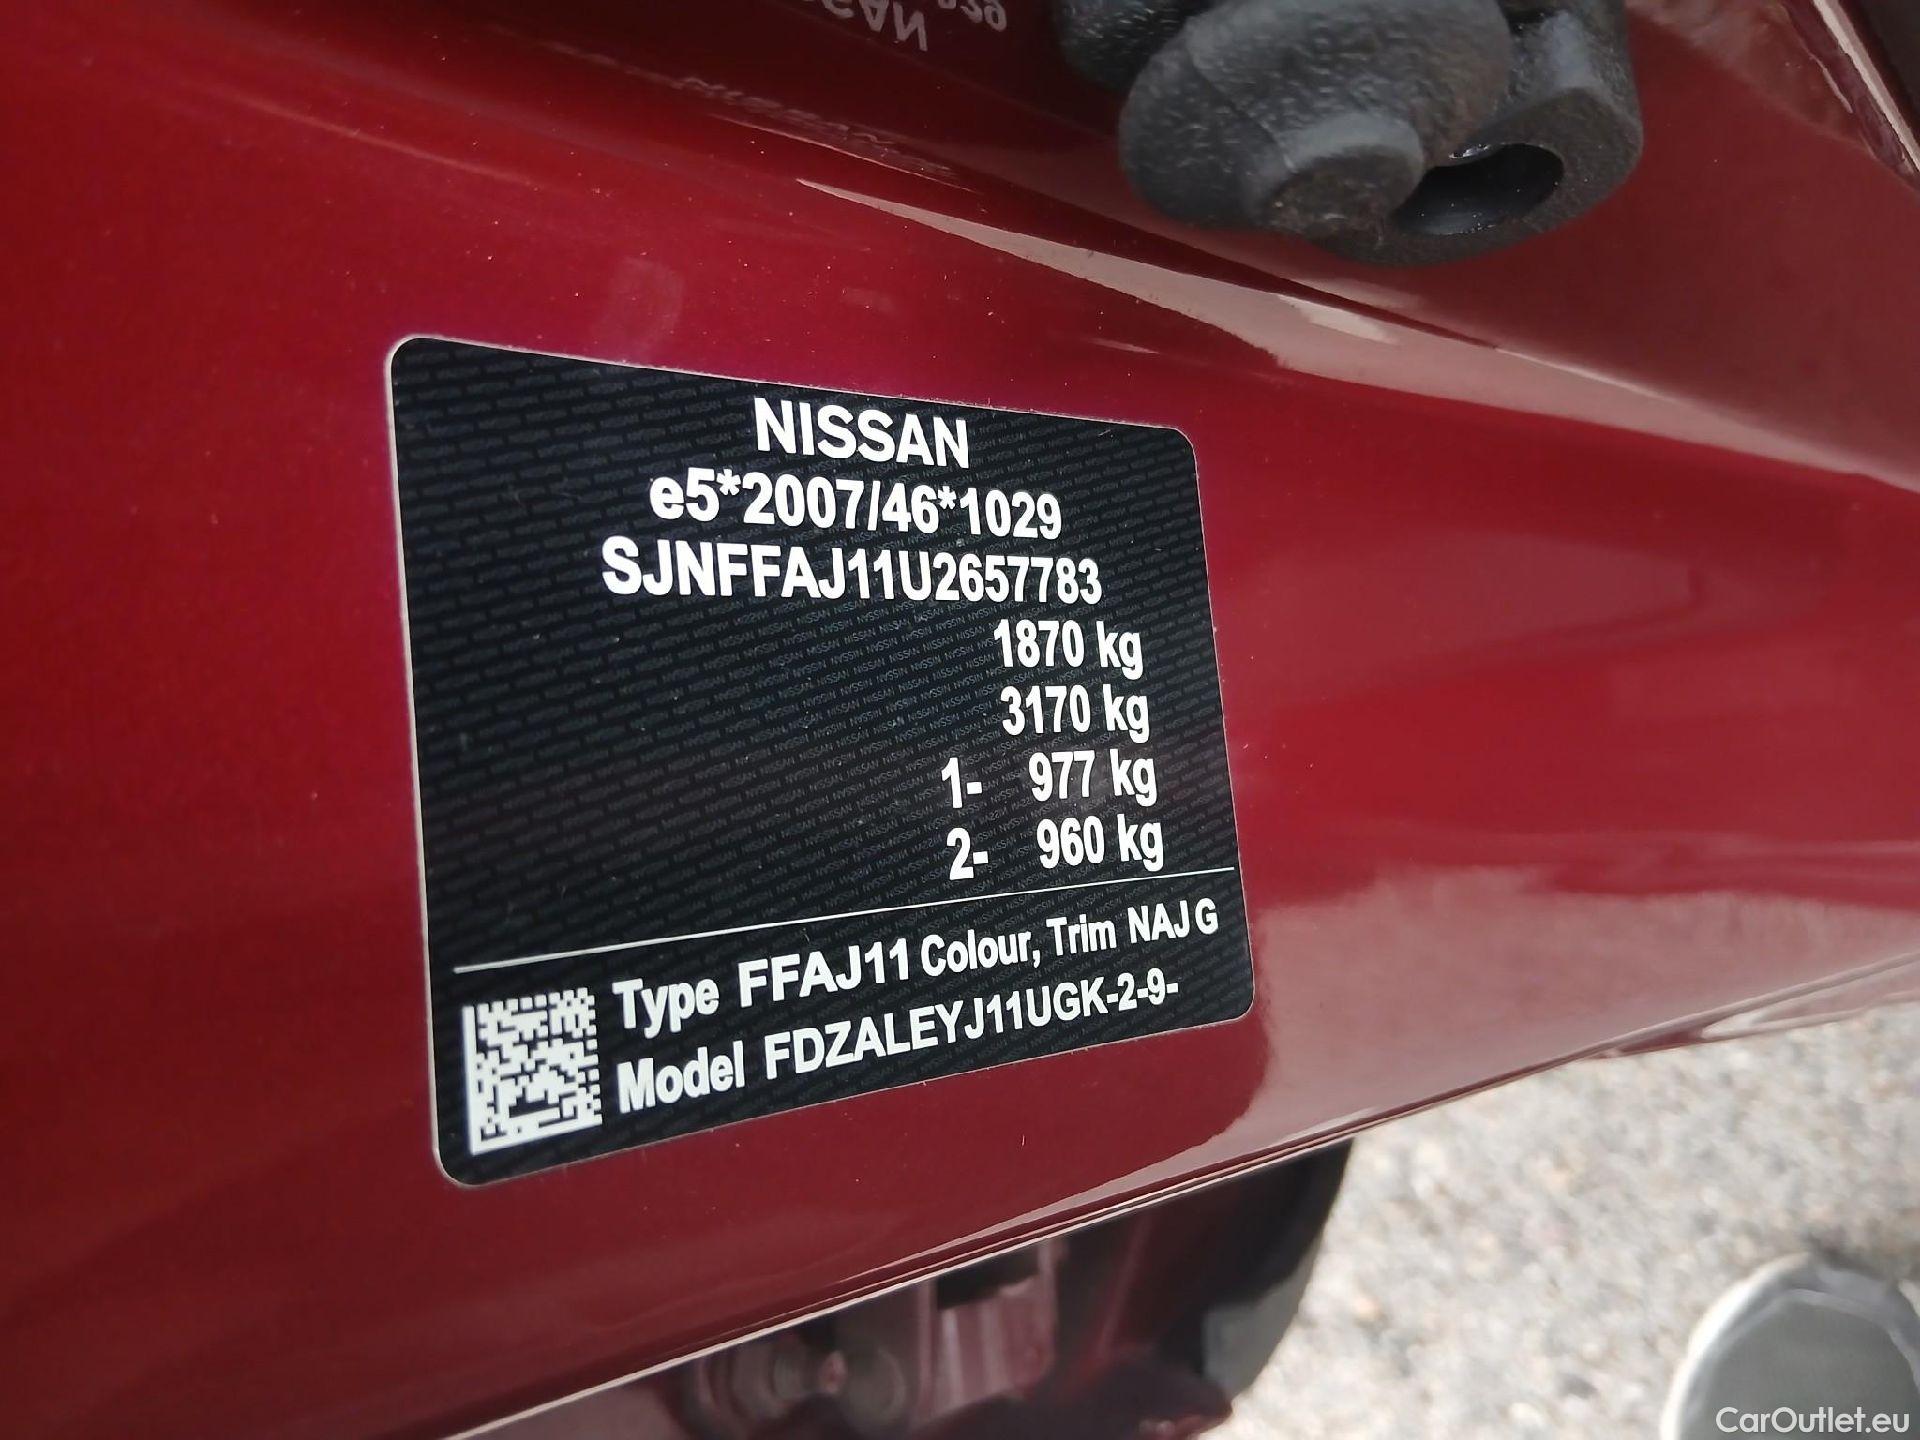 NISSAN
e5*2007/46*1029
SJNFFAJ11U2657783
1870 kg
3170 kg
1- 977 kg
2- 960 kg
Type FFAJ11 Colour, Trim NAJ G
Model FDZALEYJ11UGK-2-9-
CarOutlet.eu